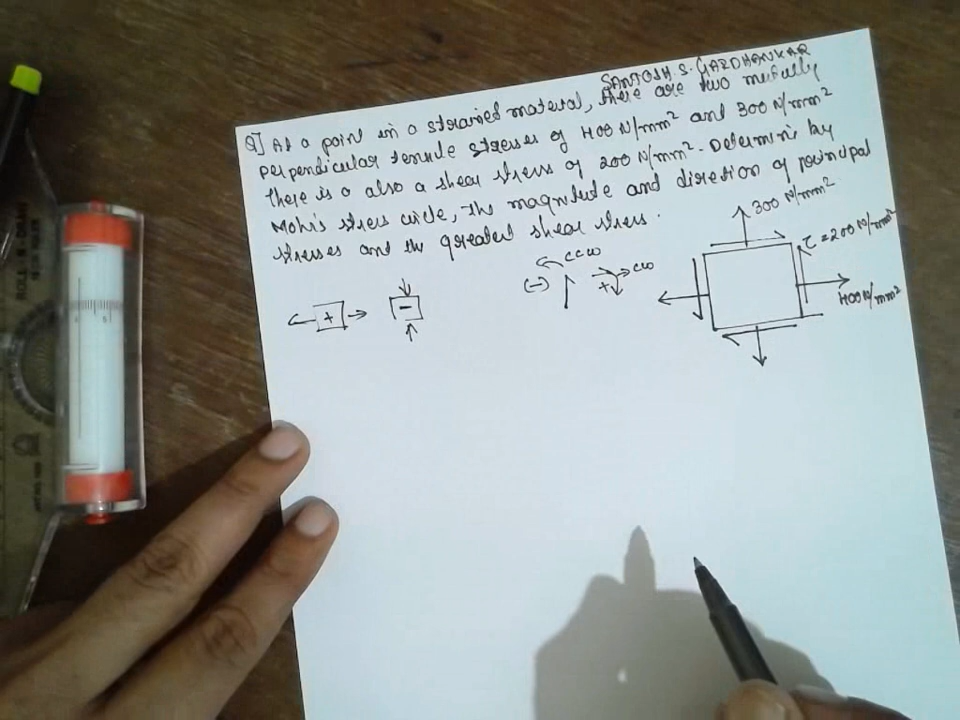 SANTOSH.S.GARDHANKAR
Q] At a point in a strained material, there are two mutually
perpendicular tensile stresses of 400 N/mm² and 300 N/mm²
there is a also a shear stress of 200 N/mm². Determine by
Mohr's stress circle, the magnitude and direction of principal
stresses and the greatest shear stress.
300 N/mm²
τ = 200 N/mm²
400 N/mm²
+
-
(-)
CCW
+
CW